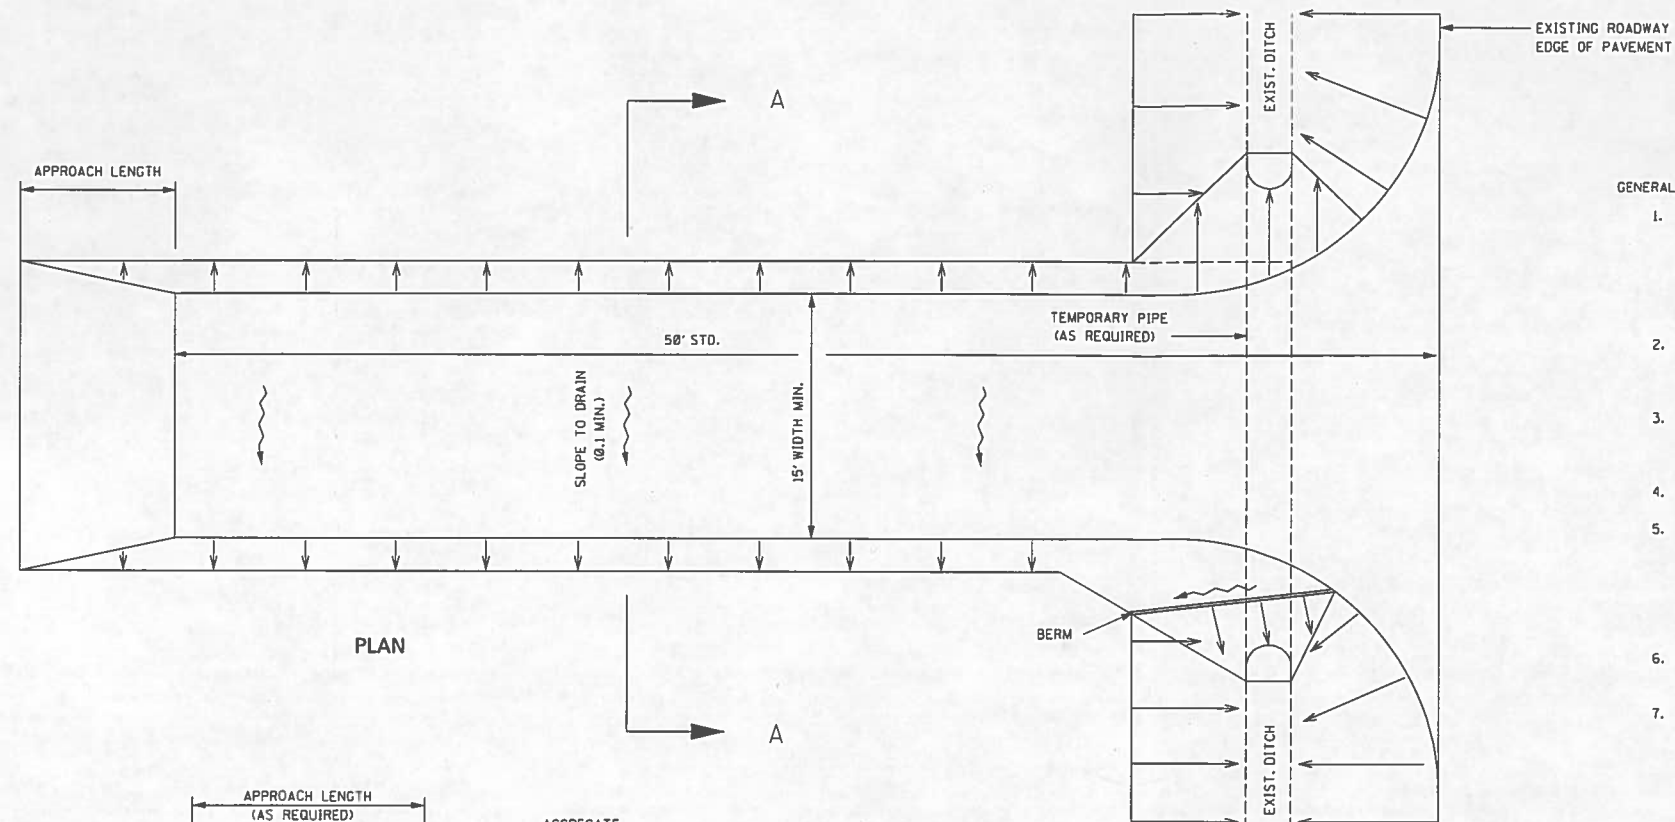 EXIST. DITCH
EXISTING ROADWAY
EDGE OF PAVEMENT
A
APPROACH LENGTH
GENERAL
1.
TEMPORARY PIPE
(AS REQUIRED)
50' STD.
2.
SLOPE TO DRAIN
(0.1 MIN.)
15' WIDTH MIN.
3.
4.
5.
BERM
PLAN
6.
7.
A
EXIST. DITCH
APPROACH LENGTH
(AS REQUIRED)
AGGREGATE